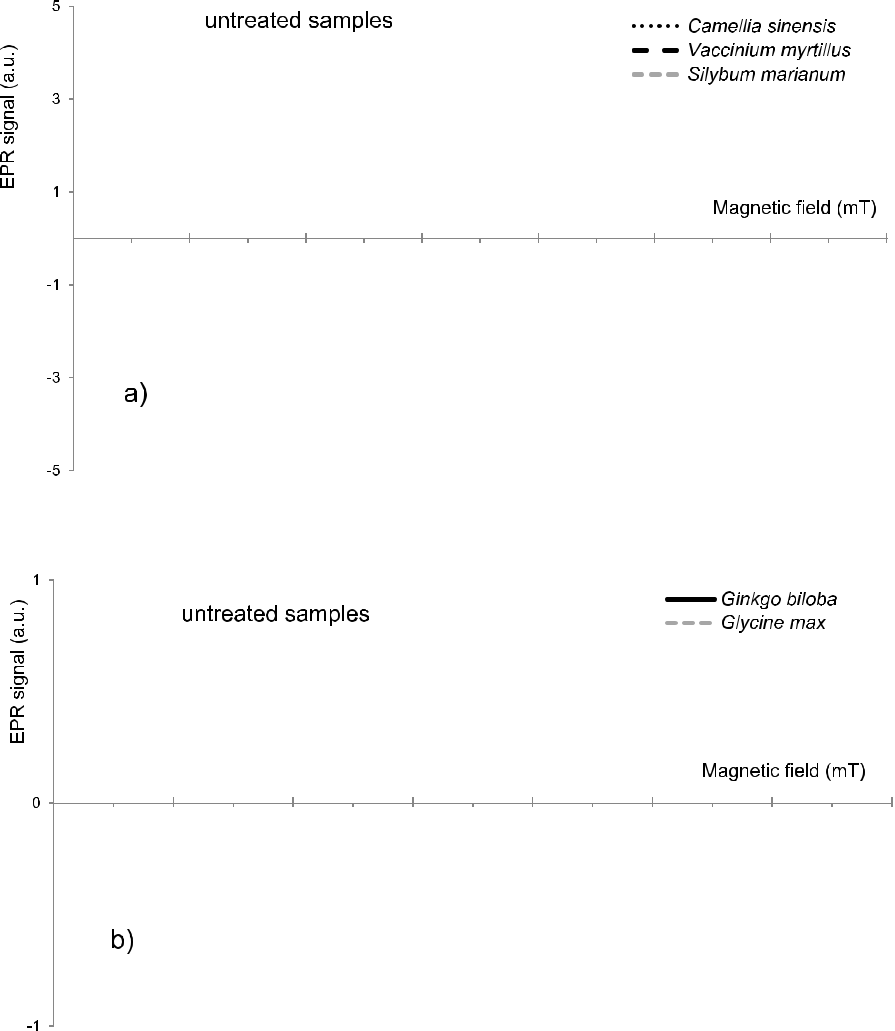 5
untreated samples
Camellia sinensis
Vaccinium myrtillus
Silybum marianum
EPR signal (a.u.)
3
1
Magnetic field (mT)
-1
-3
a)
-5
1
untreated samples
Ginkgo biloba
Glycine max
EPR signal (a.u.)
Magnetic field (mT)
0
b)
-1